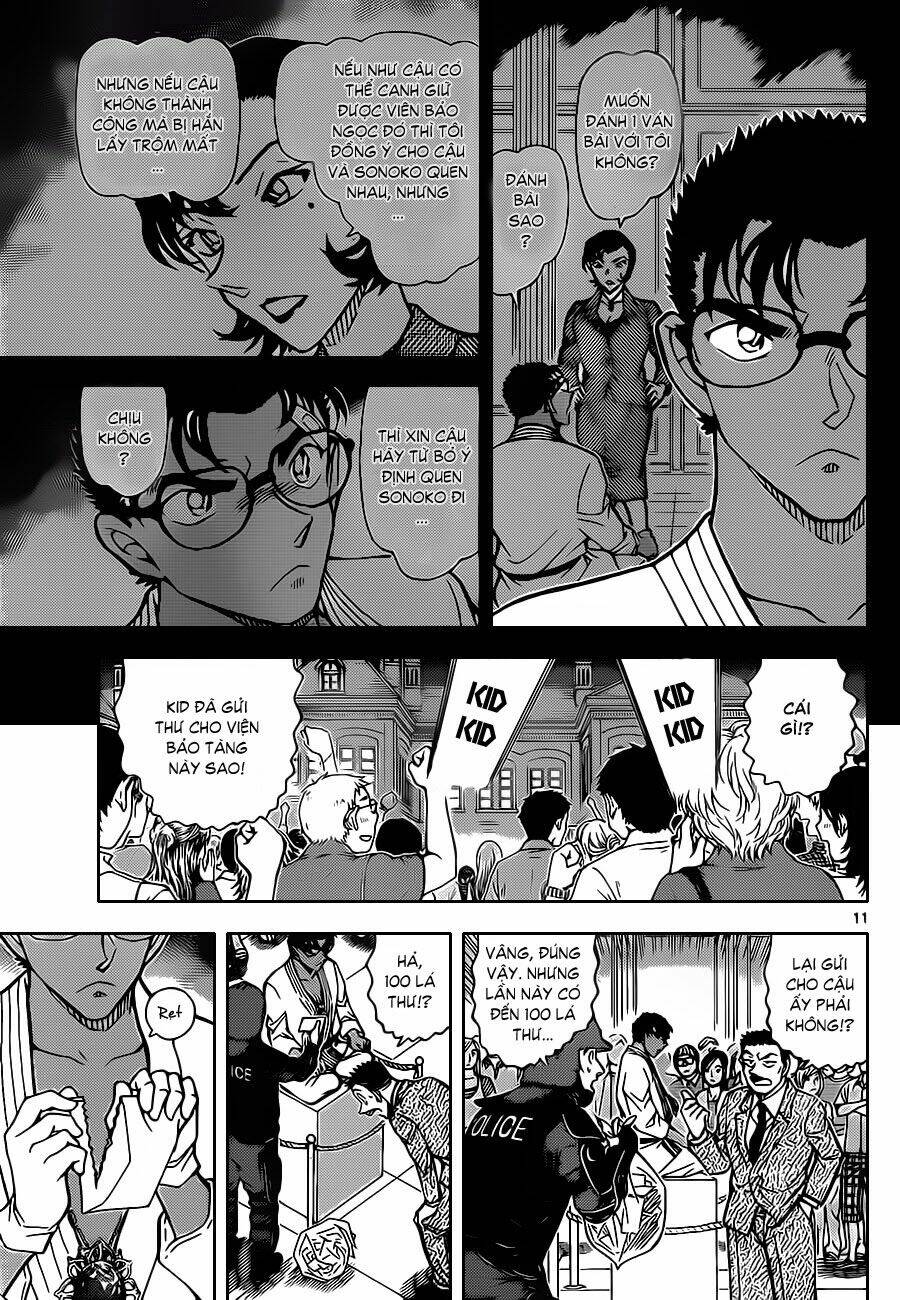 MUỐN
ĐÁNH 1 VÁN
BÀI VỚI TÔI
KHÔNG?
ĐÁNH
BÀI SAO
?
NẾU NHƯ CẬU CÓ
THỂ CANH GIỮ
ĐƯỢC VIÊN BẢO
NGỌC ĐÓ THÌ TÔI
ĐỒNG Ý CHO CẬU
VÀ SONOKO QUEN
NHAU, NHƯNG
...
NHƯNG NẾU CẬU
KHÔNG THÀNH
CÔNG MÀ BỊ HẮN
LẤY TRỘM MẤT
...
THÌ XIN CẬU
HÃY TỪ BỎ Ý
ĐỊNH QUEN
SONOKO ĐI
...
CHỊU
KHÔNG
?
CÁI
GÌ!?
KID
KID
KID
KID
KID ĐÃ GỬI
THƯ CHO VIỆN
BẢO TÀNG
NÀY SAO!
11
LẠI GỬI
CHO CẬU
ẤY PHẢI
KHÔNG!?
VÂNG, ĐÚNG
VẬY. NHƯNG
LẦN NÀY CÓ
ĐẾN 100 LÁ
THƯ...
OLICE
HẢ,
100 LÁ
THƯ!?
ICE
Rẹt